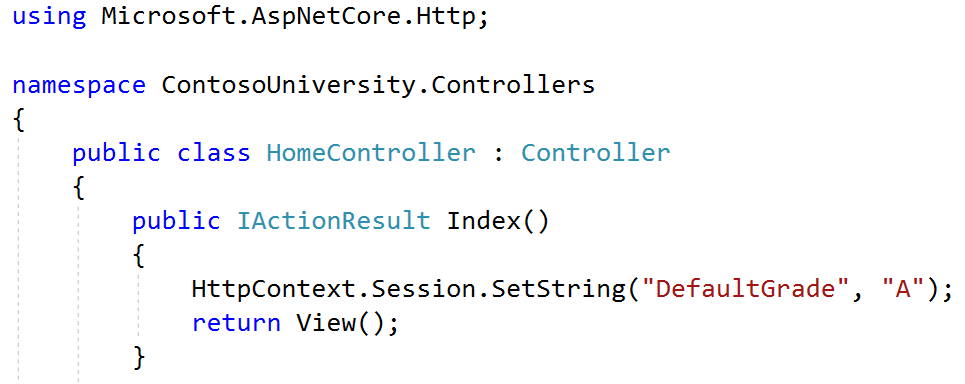 using Microsoft.AspNetCore.Http;
namespace ContosoUniversity.Controllers
{
    public class HomeController : Controller
    {
        public IActionResult Index()
        {
            HttpContext.Session.SetString("DefaultGrade", "A");
            return View();
        }